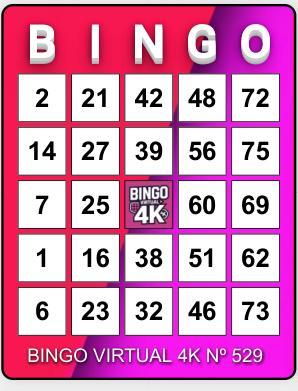 B I N G O
2 21 42 48 72
14 27 39 56 75
7 25 BINGO VIRTUAL 4K 60 69
1 16 38 51 62
6 23 32 46 73
BINGO VIRTUAL 4K Nº 529